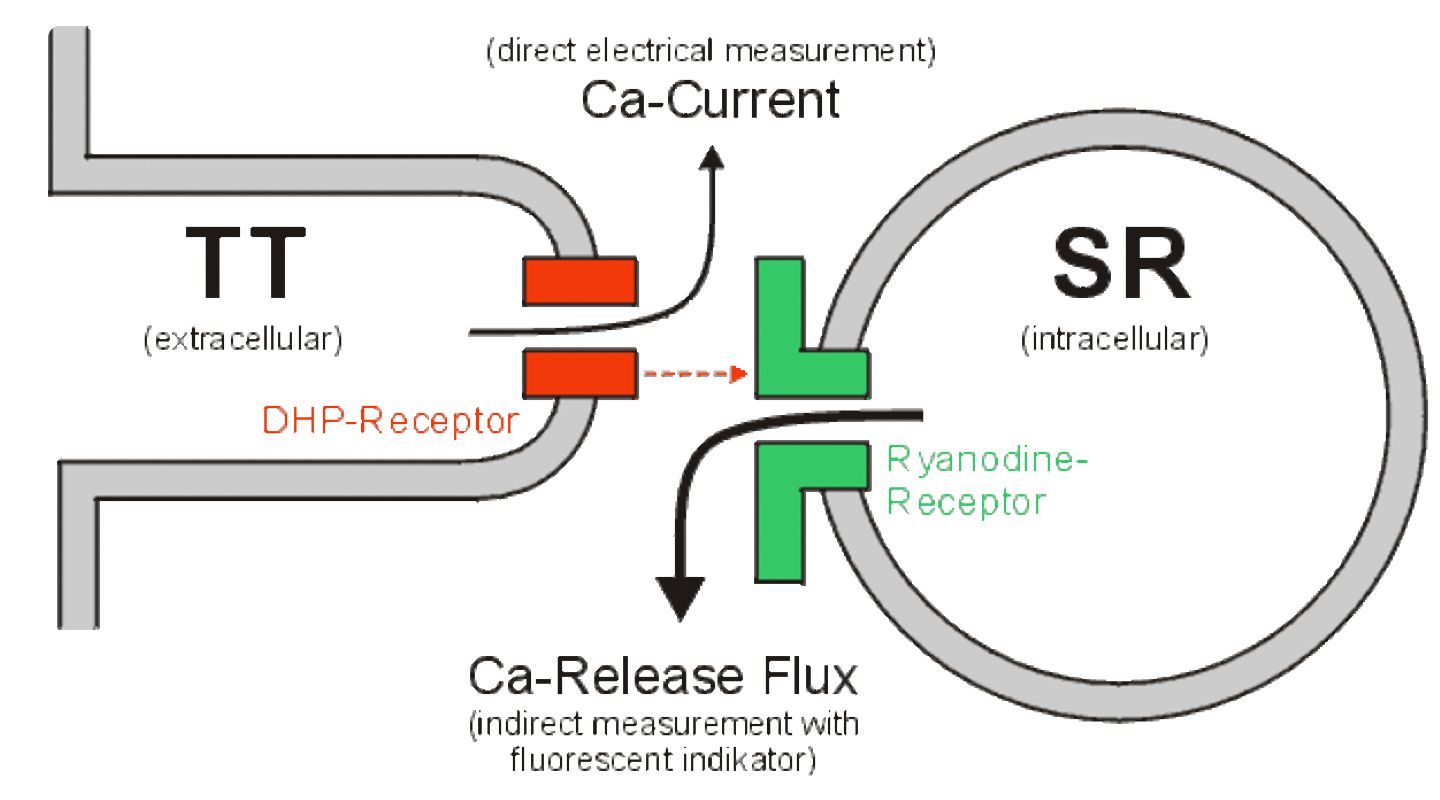 (direct electrical measurement)
Ca-Current
TT
(extracellular)
SR
(intracellular)
DHP-Receptor
Ryanodine-
Receptor
Ca-Release Flux
(indirect measurement with
fluorescent indikator)